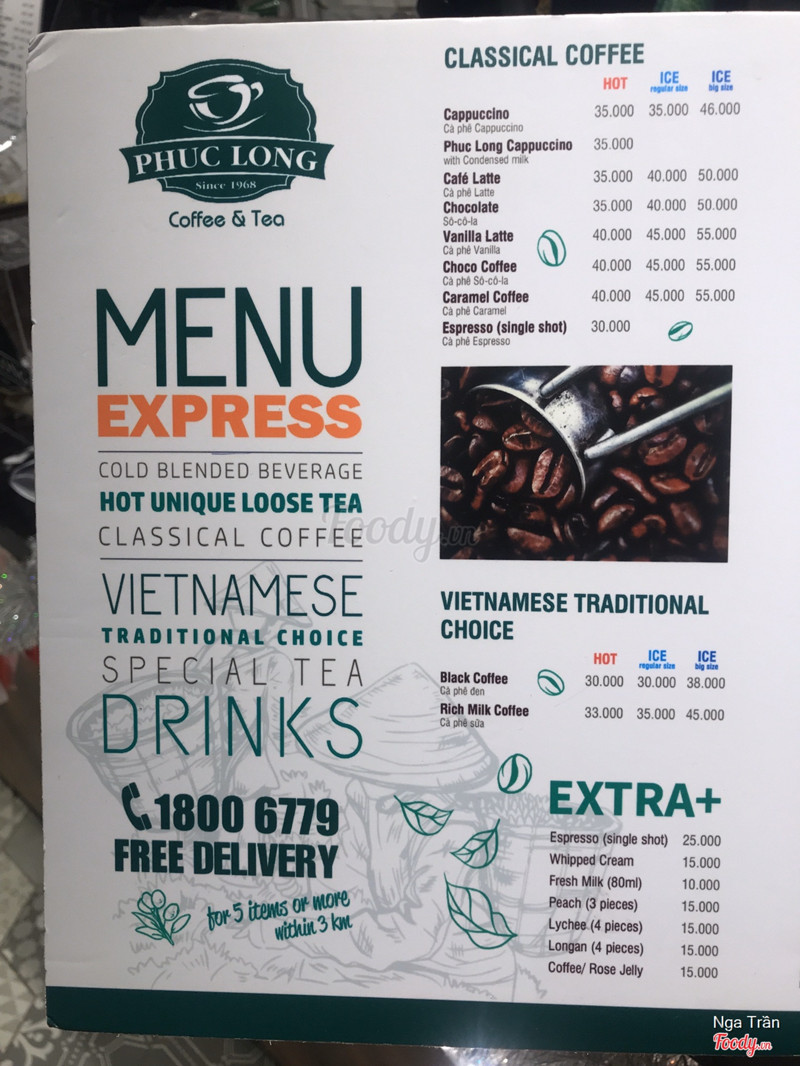 PHUC LONG
Since 1968
Coffee & Tea
MENU
EXPRESS
COLD BLENDED BEVERAGE
HOT UNIQUE LOOSE TEA
CLASSICAL COFFEE
VIETNAMESE
TRADITIONAL CHOICE
SPECIAL TEA
DRINKS
1800 6779
FREE DELIVERY
for 5 items or more
within 3 km
CLASSICAL COFFEE
HOT ICE regular size ICE big size
Cappuccino 35.000 35.000 46.000
Cà phê Cappuccino
Phuc Long Cappuccino 35.000
with Condensed milk
Café Latte 35.000 40.000 50.000
Cà phê Latte
Chocolate 35.000 40.000 50.000
Sô-cô-la
Vanilla Latte 40.000 45.000 55.000
Cà phê Vanilla
Choco Coffee 40.000 45.000 55.000
Cà phê Sô-cô-la
Caramel Coffee 40.000 45.000 55.000
Cà phê Caramel
Espresso (single shot) 30.000
Cà phê Espresso
VIETNAMESE TRADITIONAL
CHOICE
HOT ICE regular size ICE big size
Black Coffee 30.000 30.000 38.000
Cà phê đen
Rich Milk Coffee 33.000 35.000 45.000
Cà phê sữa
EXTRA+
Espresso (single shot) 25.000
Whipped Cream 15.000
Fresh Milk (80ml) 10.000
Peach (3 pieces) 15.000
Lychee (4 pieces) 15.000
Longan (4 pieces) 15.000
Coffee/ Rose Jelly 15.000
Foody.vn
Nga Trần
Foody.vn